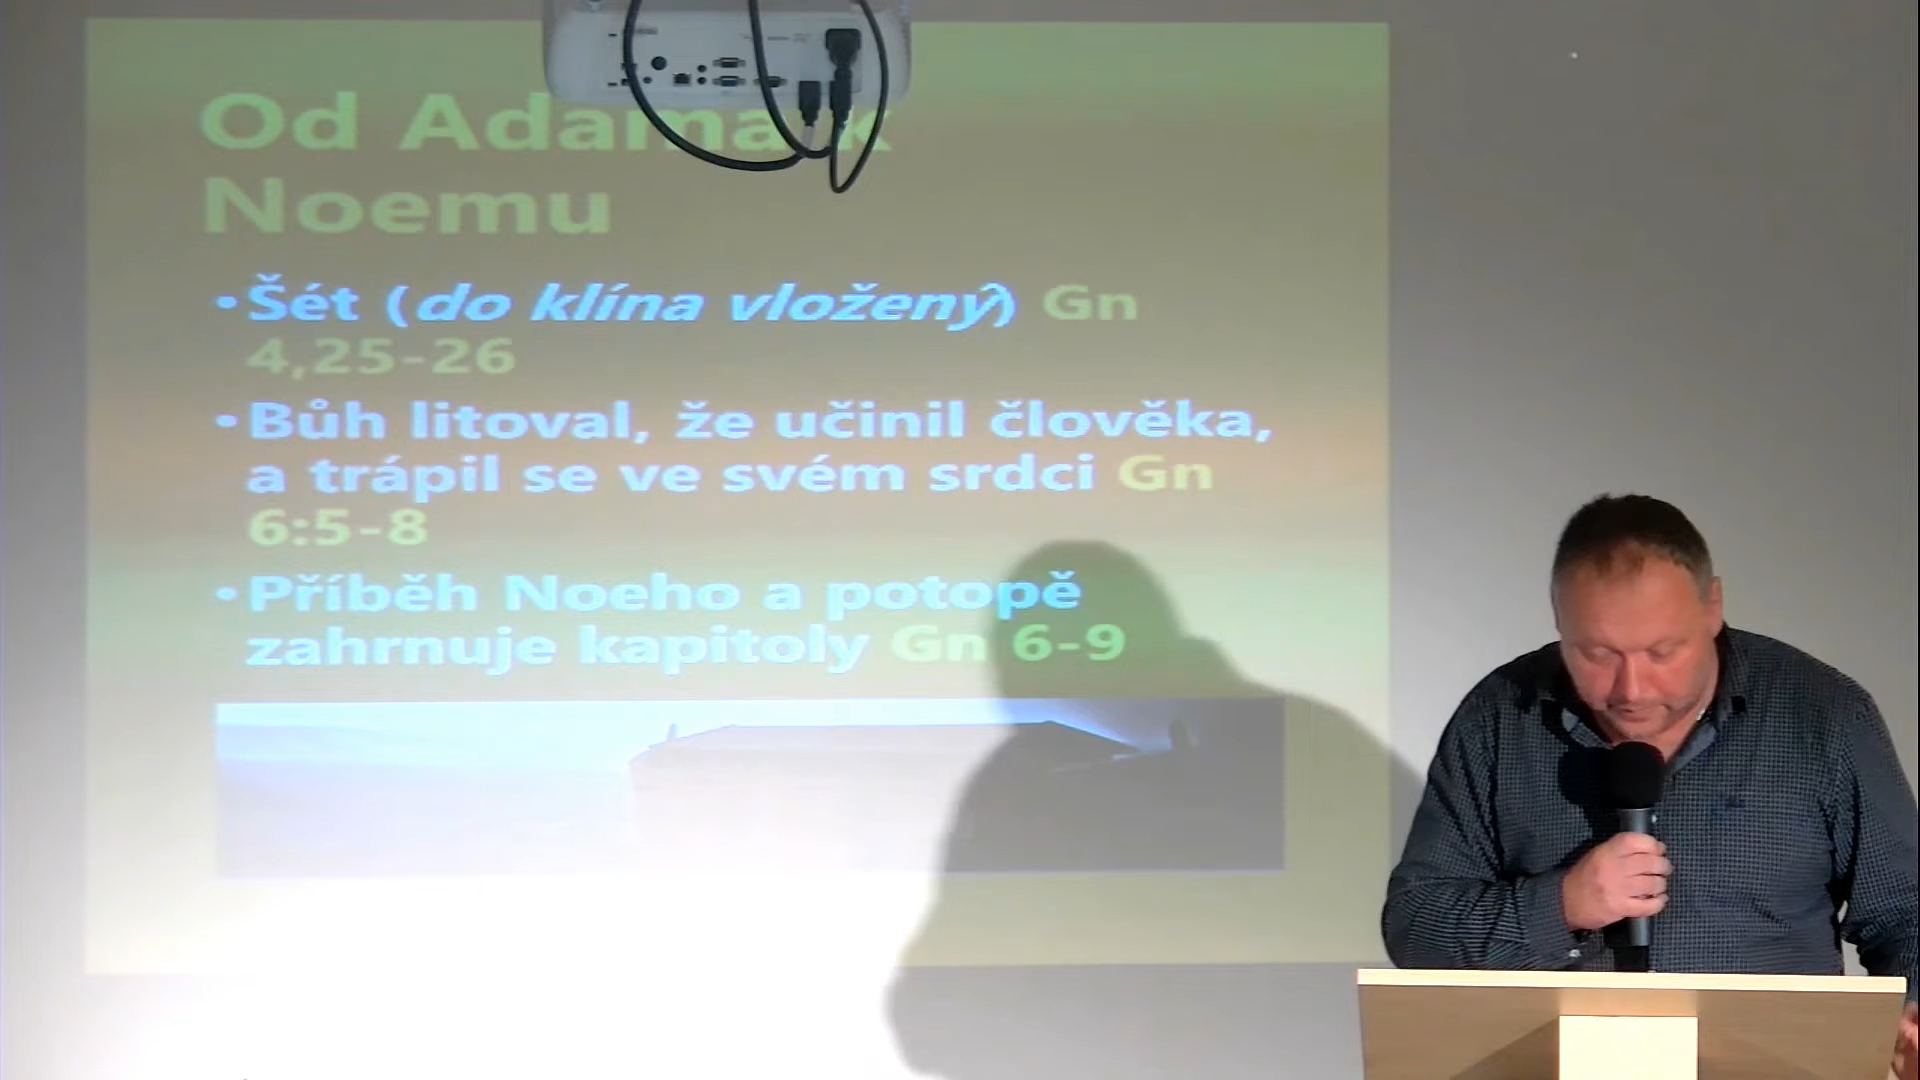 Od Adama k
Noemu
•Šét (do klína vložený) Gn
4,25-26
•Bůh litoval, že učinil člověka,
a trápil se ve svém srdci Gn
6:5-8
•Příběh Noeho a potopě
zahrnuje kapitoly Gn 6-9